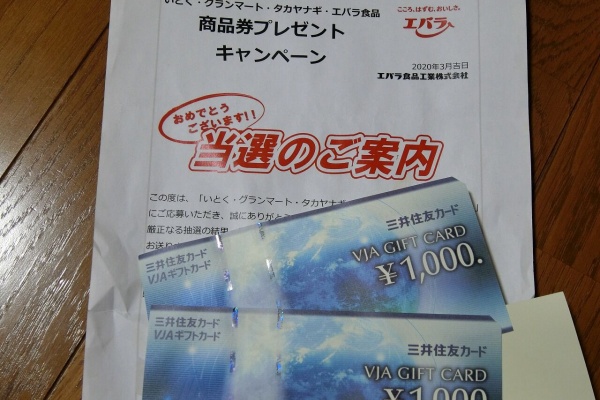 いとく・グランマート・タカヤナギ・エバラ食品
商品券プレゼント
キャンペーン
こころ、はずむ、おいしさ。
エバラ
2020年3月吉日
エバラ食品工業株式会社
おめでとう
ございます!!
当選のご案内
この度は、「いとく・グランマート・タカヤナギ
にご応募いただき、誠にありがと
厳正なる抽選の結果
お送り
三井住友カード
VJAギフトカード
三井住友カード
VJA GIFT CARD
¥1,000.
三井住友カード
VJAギフトカード
三井住友カード
VJA GIFT CARD
¥1,000